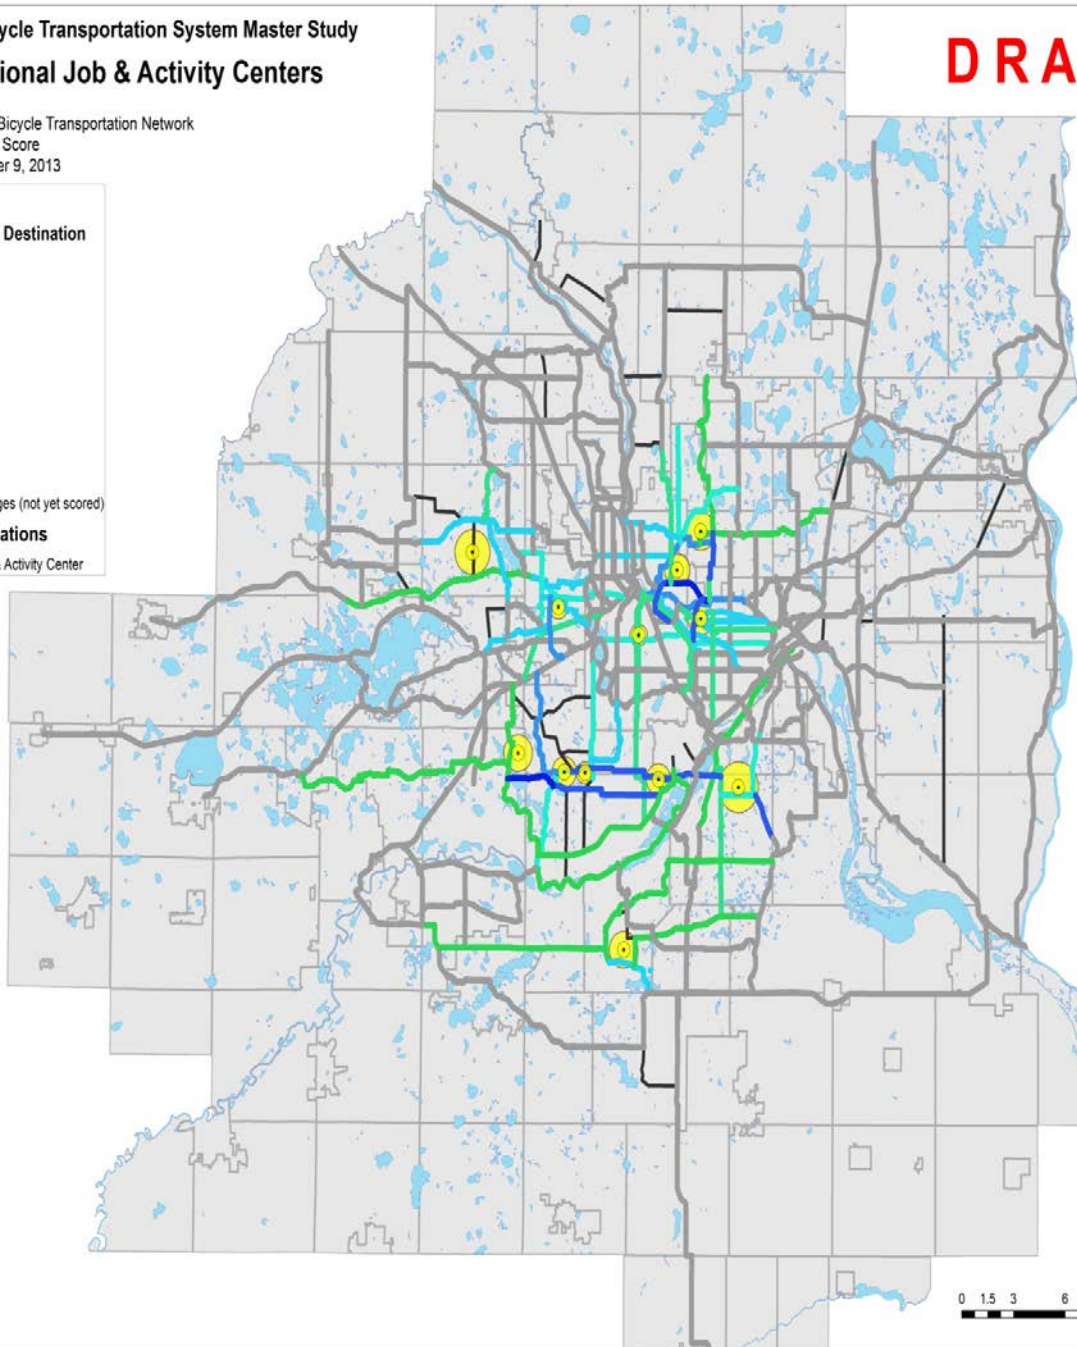 ycle Transportation System Master Study
ional Job & Activity Centers
D R A
Bicycle Transportation Network
Score
er 9, 2013
Destination
ges (not yet scored)
ations
Activity Center
0 1.5 3 6